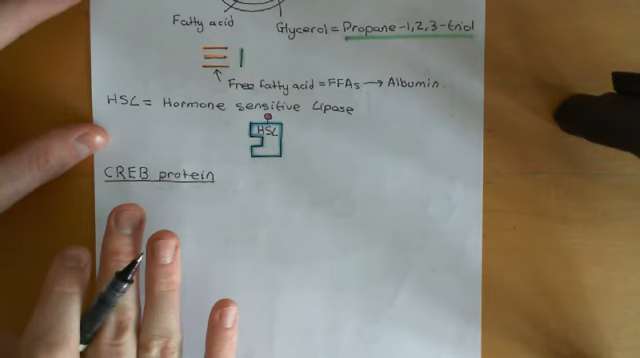 Fatty acid
Glycerol = Propane-1,2,3-triol
Free fatty acid = FFAs → Albumin.
HSL = Hormone sensitive Lipase
HSL
CREB protein